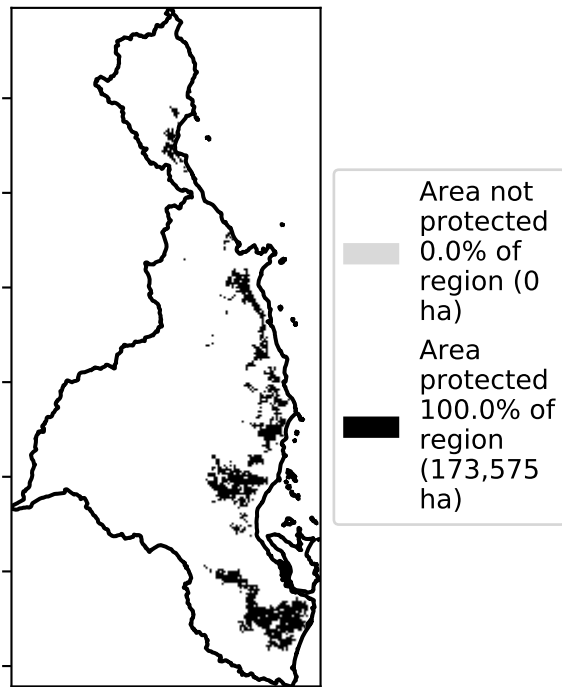 Area not
protected
0.0% of
region (0
ha)
Area
protected
100.0% of
region
(173,575
ha)